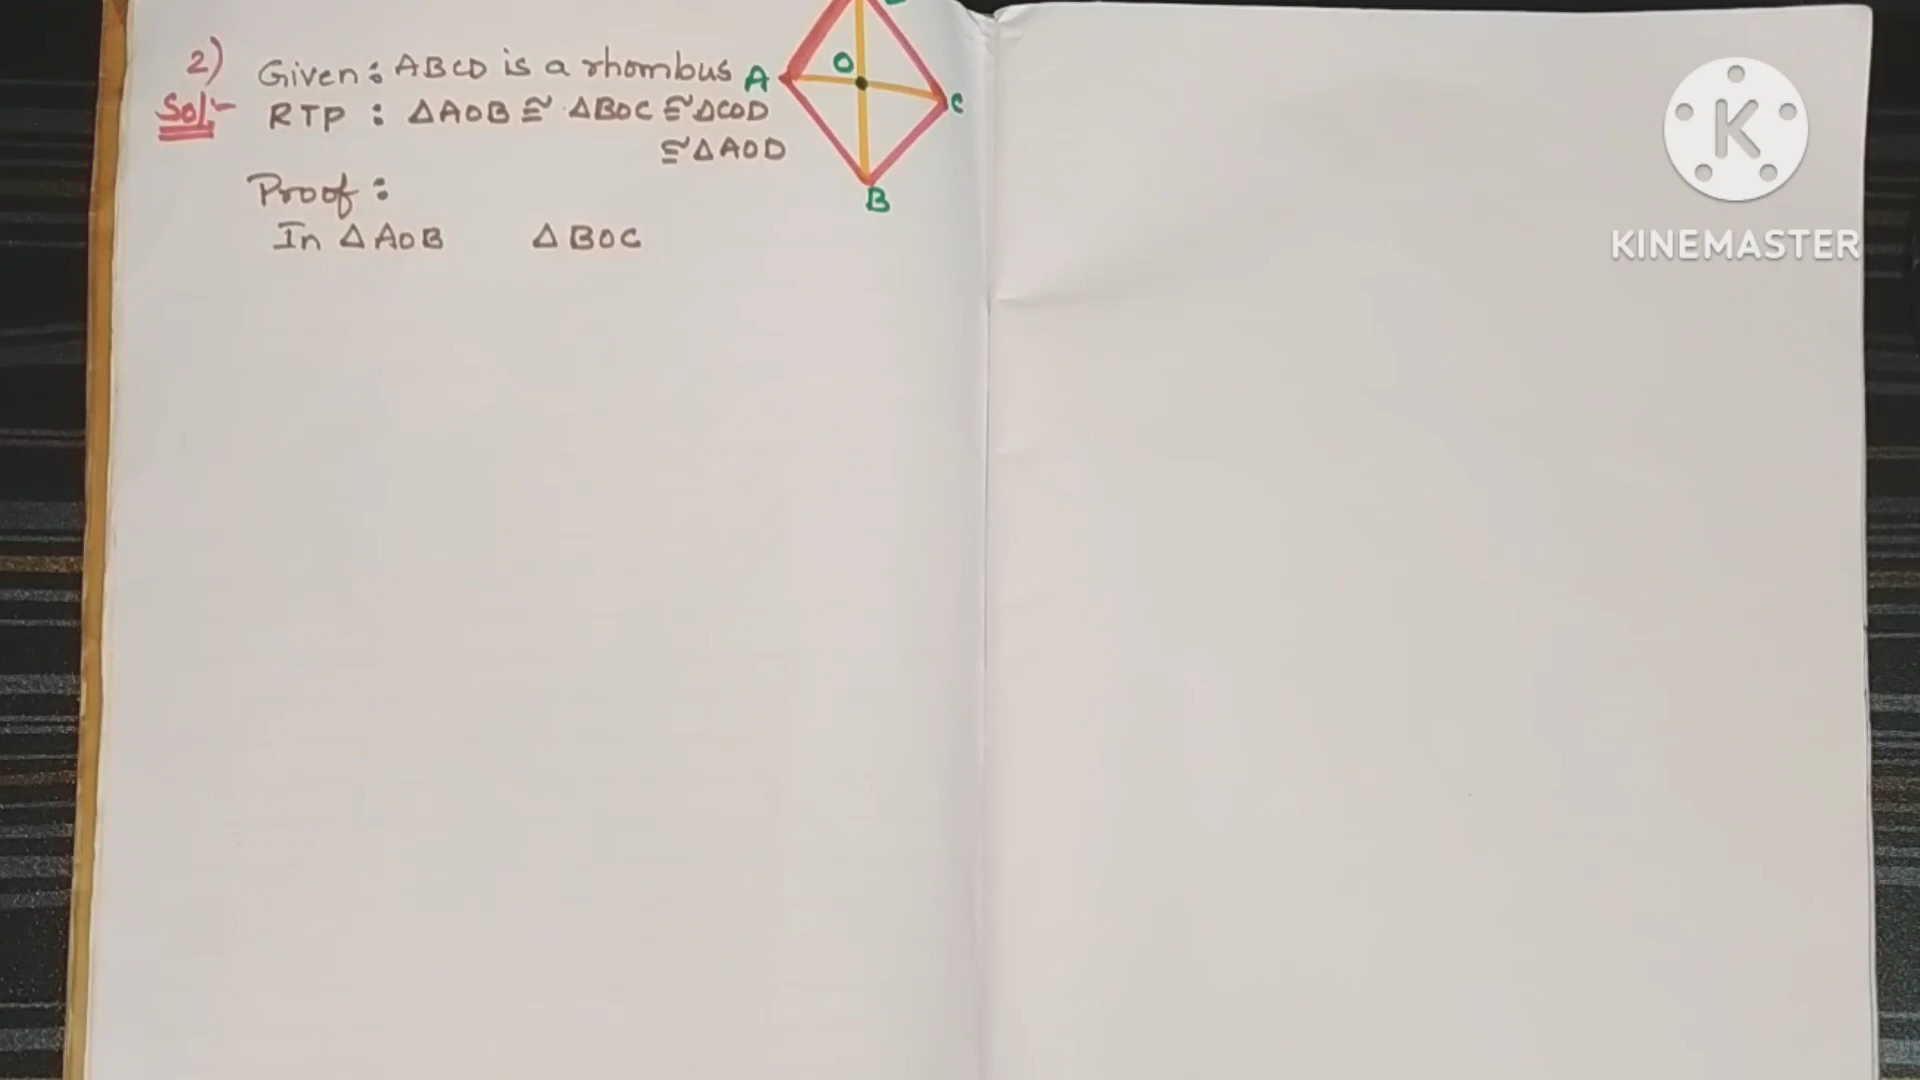 2) Given : ABCD is a rhombus
Sol:- RTP : ΔAOB ≅ ΔBOC ≅ ΔCOD
≅ ΔAOD
Proof :
In ΔAOB ΔBOC
A
O
C
B
K
KINEMASTER